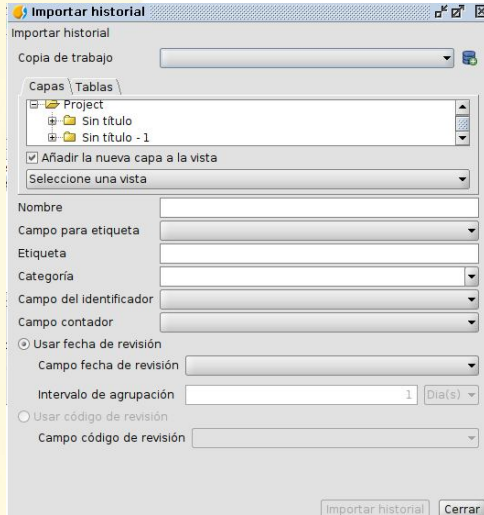 Importar historial
Importar historial
Copia de trabajo
Capas Tablas
Project
Sin título
Sin título - 1
Añadir la nueva capa a la vista
Seleccione una vista
Nombre
Campo para etiqueta
Etiqueta
Categoría
Campo del identificador
Campo contador
Usar fecha de revisión
Campo fecha de revisión
Intervalo de agrupación 1 Dia(s)
Usar código de revisión
Campo código de revisión
Importar historial Cerrar